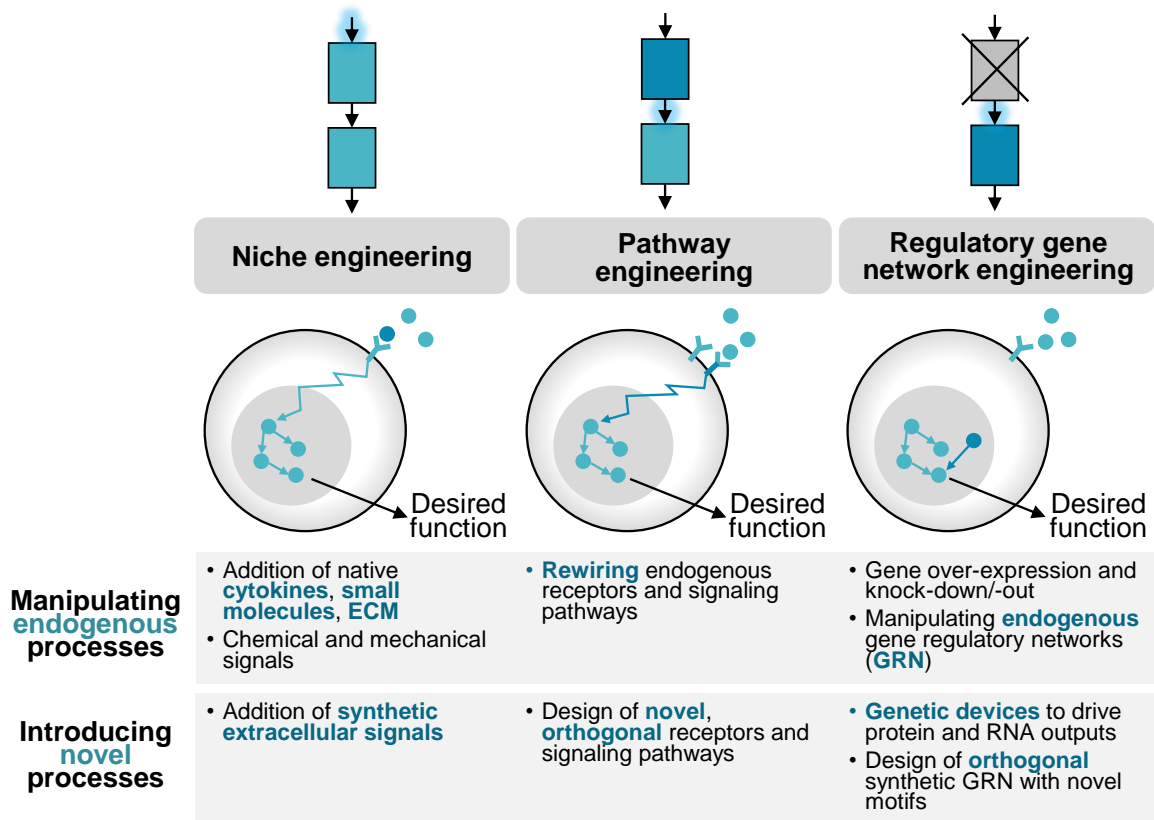 Niche engineering
Pathway
engineering
Regulatory gene
network engineering
Desired
function
Desired
function
Desired
function
Manipulating
endogenous
processes
• Addition of native
cytokines, small
molecules, ECM
• Chemical and mechanical
signals
• Rewiring endogenous
receptors and signaling
pathways
• Gene over-expression and
knock-down/-out
• Manipulating endogenous
gene regulatory networks
(GRN)
Introducing
novel
processes
• Addition of synthetic
extracellular signals
• Design of novel,
orthogonal receptors and
signaling pathways
• Genetic devices to drive
protein and RNA outputs
• Design of orthogonal
synthetic GRN with novel
motifs